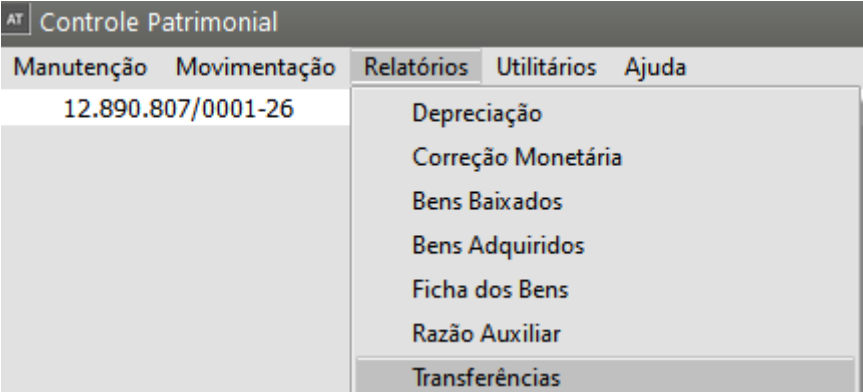 AT Controle Patrimonial
Manutenção Movimentação Relatórios Utilitários Ajuda
12.890.807/0001-26
Depreciação
Correção Monetária
Bens Baixados
Bens Adquiridos
Ficha dos Bens
Razão Auxiliar
Transferências